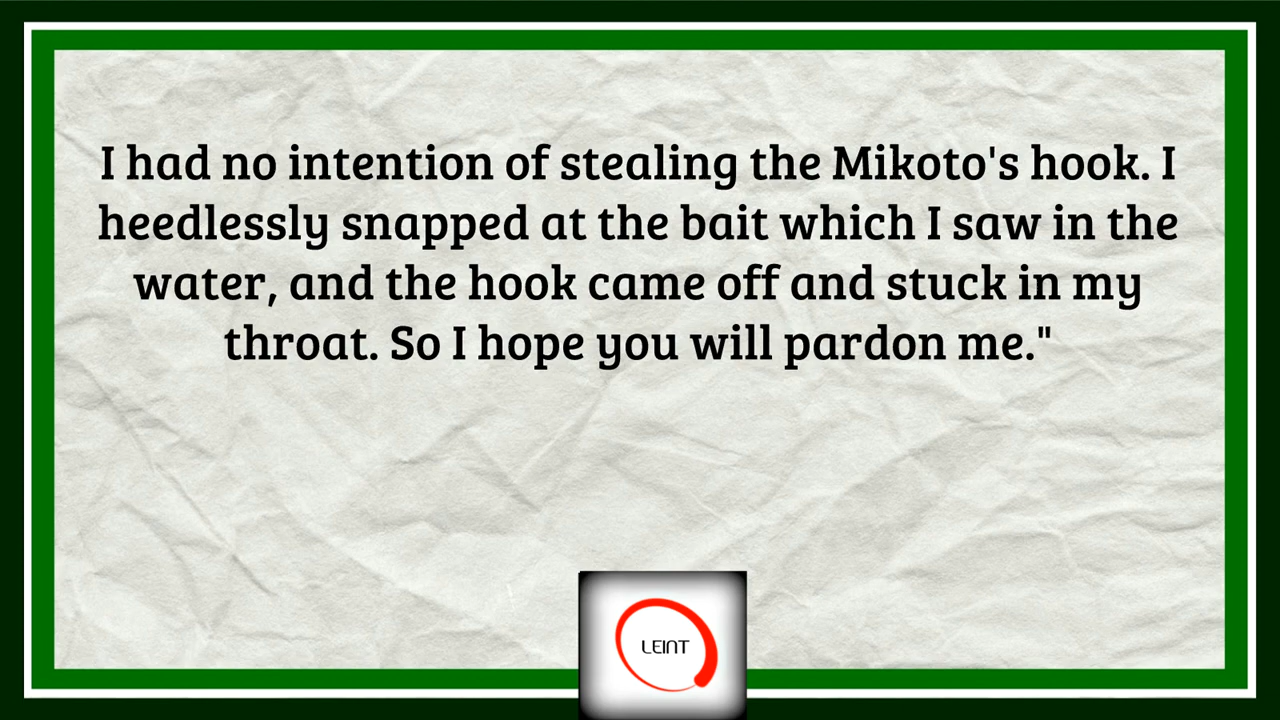 I had no intention of stealing the Mikoto's hook. I
heedlessly snapped at the bait which I saw in the
water, and the hook came off and stuck in my
throat. So I hope you will pardon me."
LEINT